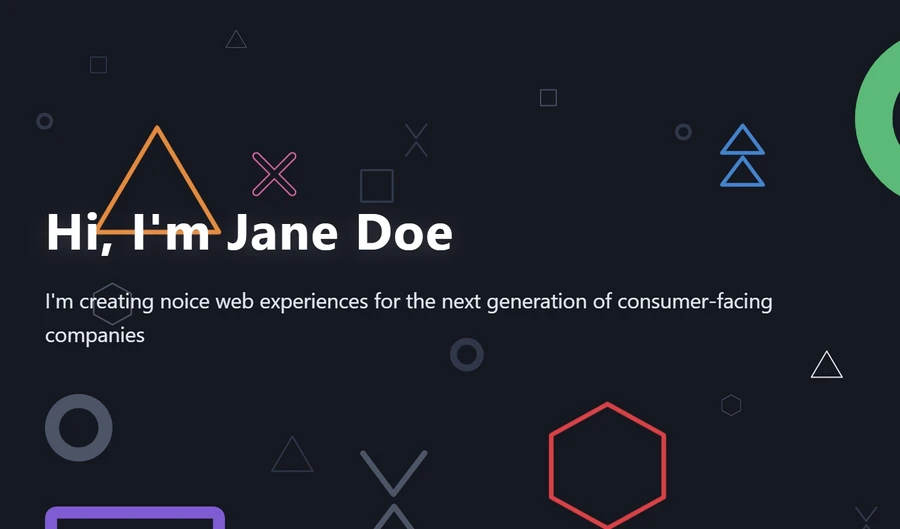 Hi, I'm Jane Doe
I'm creating noice web experiences for the next generation of consumer-facing
companies